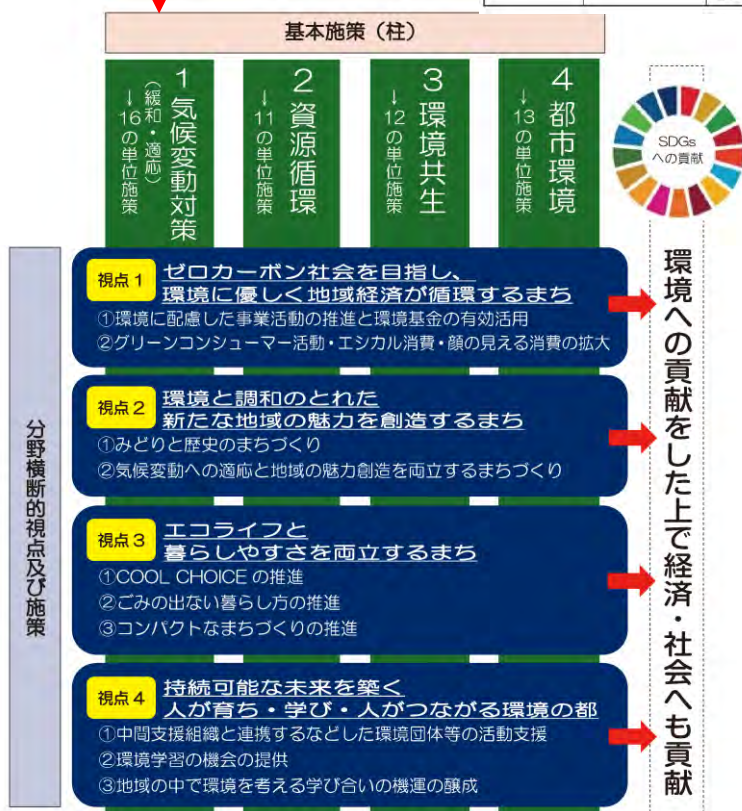 基本施策（柱）
1 気候変動対策
（緩和・適応）
→16の単位施策
2 資源循環
→11の単位施策
3 環境共生
→12の単位施策
4 都市環境
→13の単位施策
SDGs
への貢献
分野横断的視点及び施策
視点1
ゼロカーボン社会を目指し、
環境に優しく地域経済が循環するまち
①環境に配慮した事業活動の推進と環境基金の有効活用
②グリーンコンシューマー活動・エシカル消費・顔の見える消費の拡大
視点2
環境と調和のとれた
新たな地域の魅力を創造するまち
①みどりと歴史のまちづくり
②気候変動への適応と地域の魅力創造を両立するまちづくり
視点3
エコライフと
暮らしやすさを両立するまち
①COOL CHOICE の推進
②ごみの出ない暮らし方の推進
③コンパクトなまちづくりの推進
視点4
持続可能な未来を築く
人が育ち・学び・人がつながる環境の都
①中間支援組織と連携するなどした環境団体等の活動支援
②環境学習の機会の提供
③地域の中で環境を考える学び合いの機運の醸成
環境への貢献をした上で経済・社会へも貢献